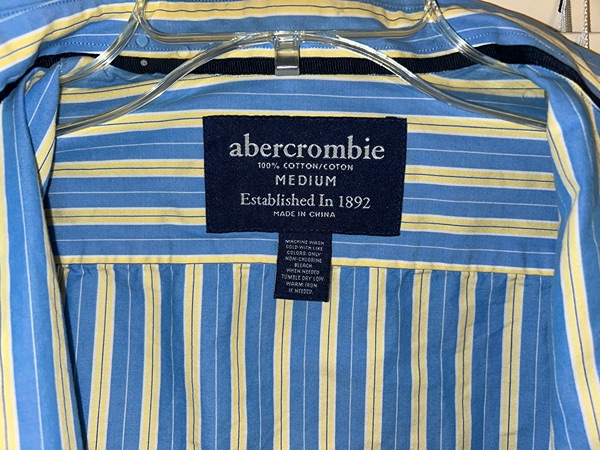 abercrombie
100% COTTON/COTON
MEDIUM
Established In 1892
MADE IN CHINA
MACHINE WASH
COLD WITH LIKE
COLORS. ONLY
NON-CHLORINE
BLEACH
WHEN NEEDED.
TUMBLE DRY LOW.
WARM IRON
IF NEEDED.